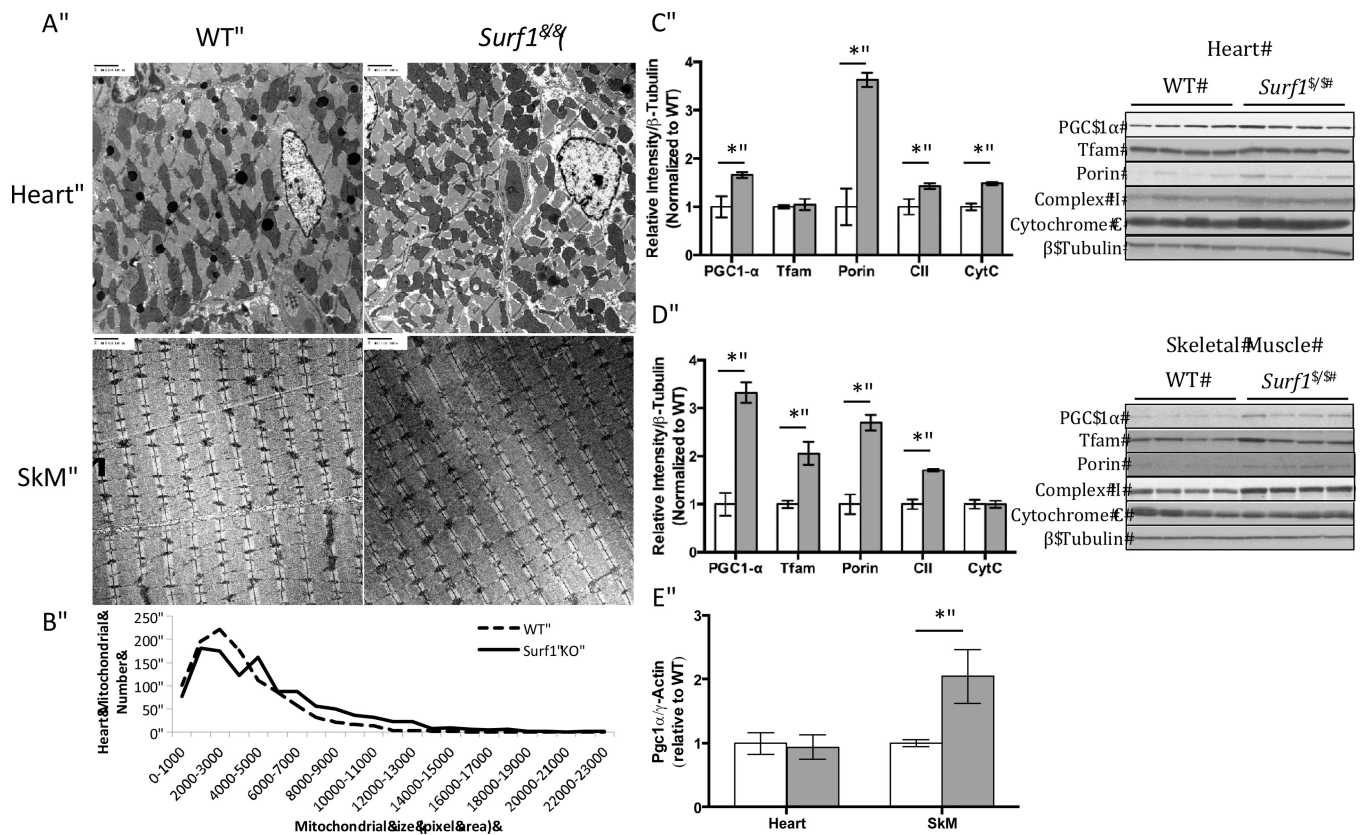 A"
WT"
Surf1&/&(
Heart"
SkM"
B"
Heart&Mitochondrial&
Number&
250"
200"
150"
100"
50"
0"
WT"
Surf1"KO"
0-1000
2000-3000
4000-5000
6000-7000
8000-9000
10000-11000
12000-13000
14000-15000
16000-17000
18000-19000
20000-21000
22000-23000
Mitochondrial&size&(pixel&area)&
C"
Relative Intensity/β-Tubulin
(Normalized to WT)
4
3
2
1
0
*"
*"
*"
*"
PGC1-α
Tfam
Porin
CII
CytC
Heart#
WT#
Surf1$/$#
PGC$1α#
Tfam#
Porin#
Complex#II#
Cytochrome#C#
β$Tubulin#
D"
Relative Intensity/β-Tubulin
(Normalized to WT)
4
3
2
1
0
*"
*"
*"
*"
PGC1-α
Tfam
Porin
CII
CytC
Skeletal#Muscle#
WT#
Surf1$/$#
PGC$1α#
Tfam#
Porin#
Complex#II#
Cytochrome#C#
β$Tubulin#
E"
Pgc1α/γ-Actin
(relative to WT)
3
2
1
0
*"
Heart
SkM